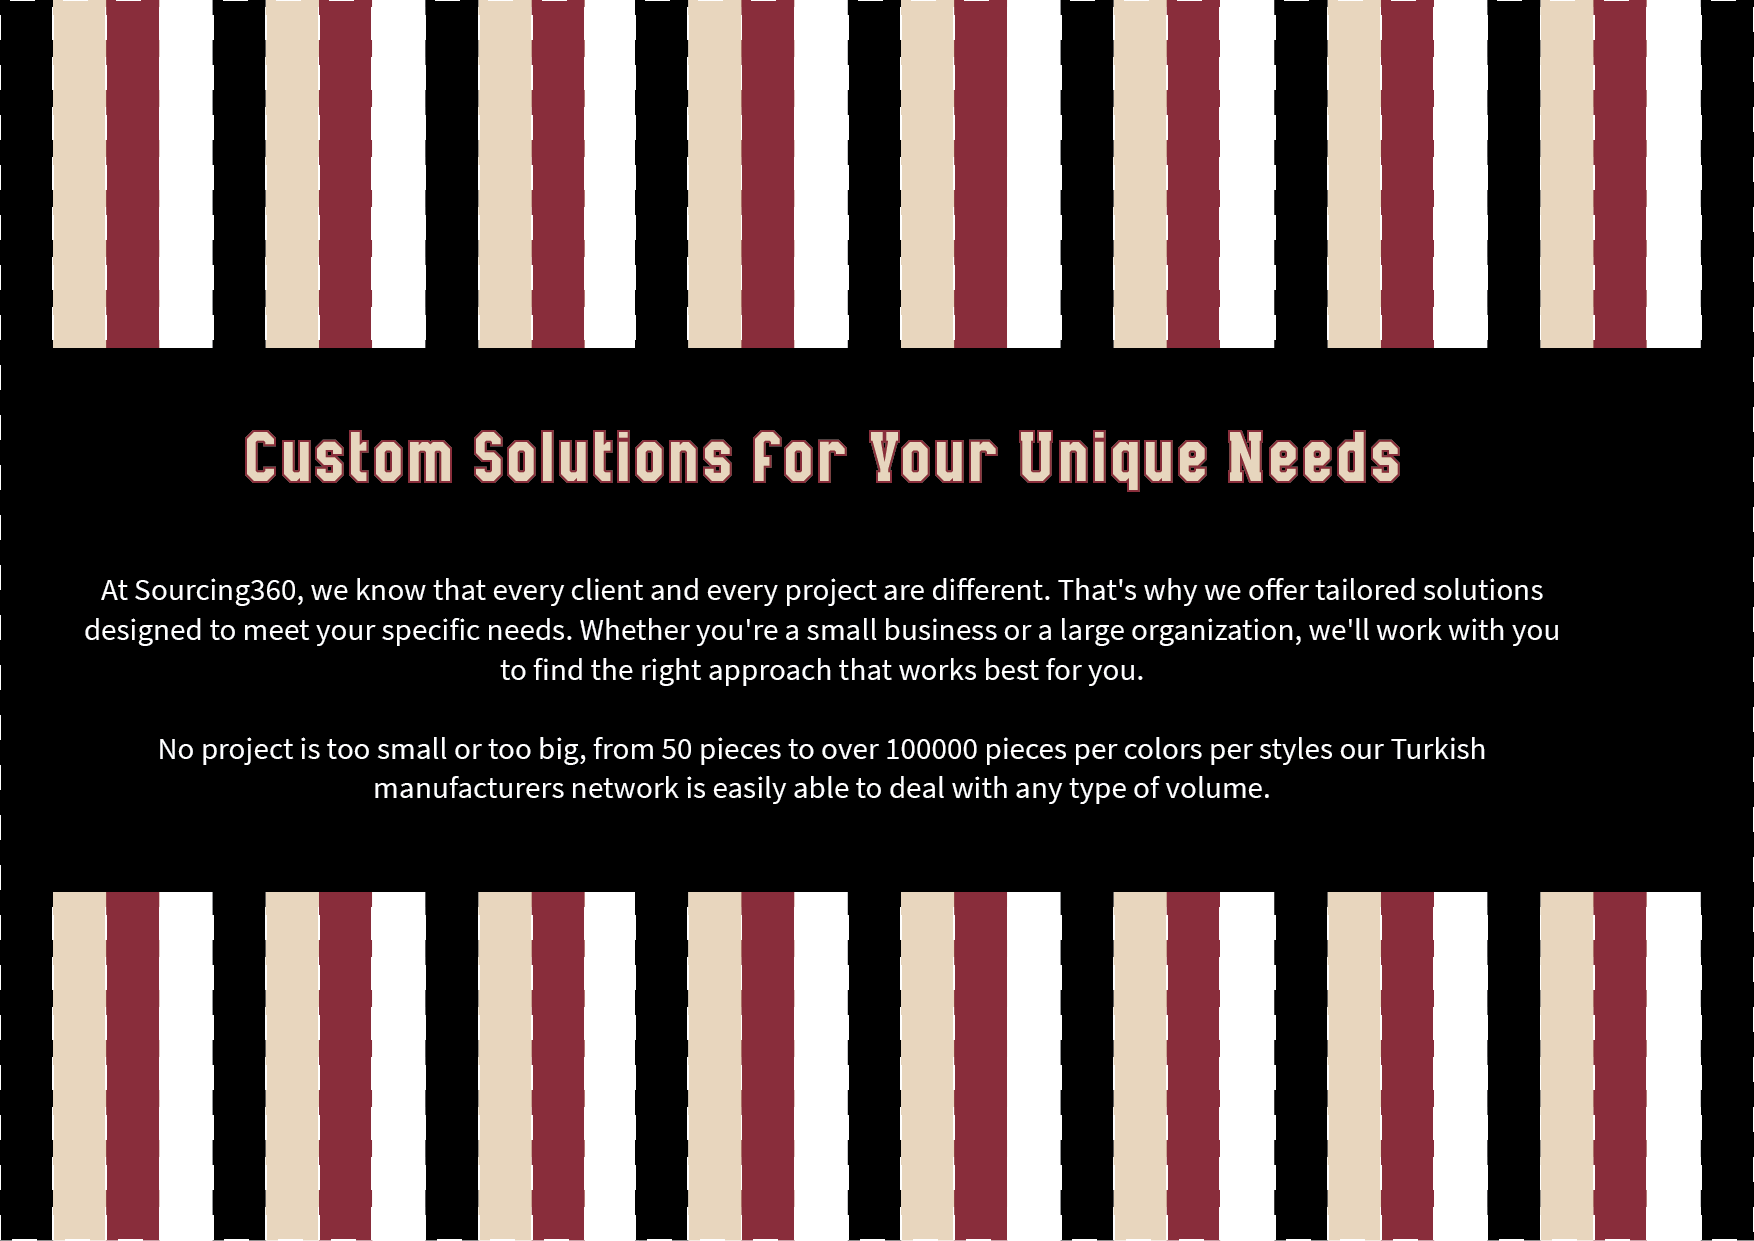 Custom Solutions for Your Unique Needs
At Sourcing360, we know that every client and every project are different. That's why we offer tailored solutions
designed to meet your specific needs. Whether you're a small business or a large organization, we'll work with you
to find the right approach that works best for you.
No project is too small or too big, from 50 pieces to over 100000 pieces per colors per styles our Turkish
manufacturers network is easily able to deal with any type of volume.